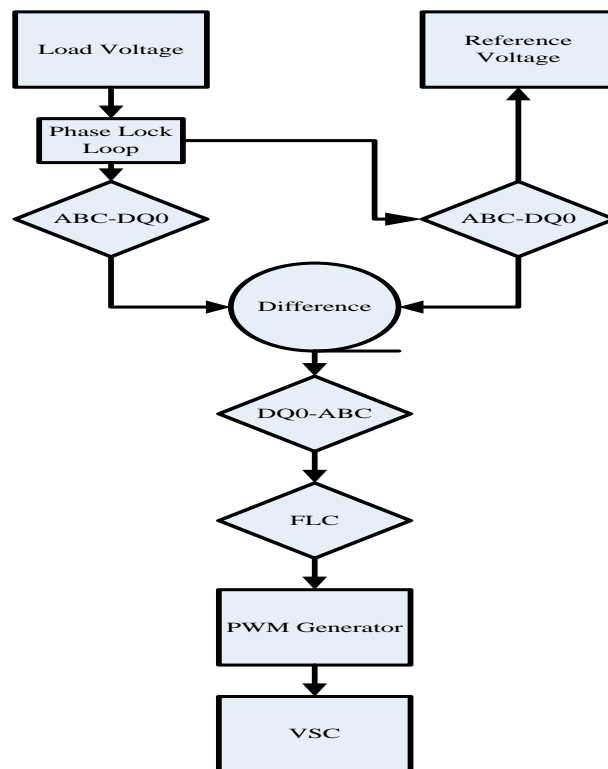 Load Voltage
Reference
Voltage
Phase Lock
Loop
ABC-DQ0
ABC-DQ0
Difference
DQ0-ABC
FLC
PWM Generator
VSC